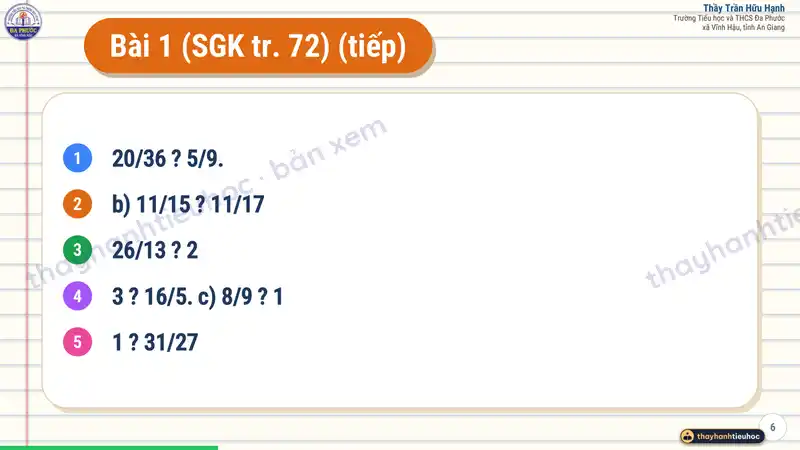 Thầy Trần Hữu Hạnh
Trường Tiểu học và THCS Đa Phước
xã Vĩnh Hậu, tỉnh An Giang
ĐA PHƯỚC
Bài 1 (SGK tr. 72) (tiếp)
1 20/36 ? 5/9.
2 b) 11/15 ? 11/17
3 26/13 ? 2
4 3 ? 16/5. c) 8/9 ? 1
5 1 ? 31/27
thayhanhtieuhoc · bản xem
thayhanhtieuhoc
6